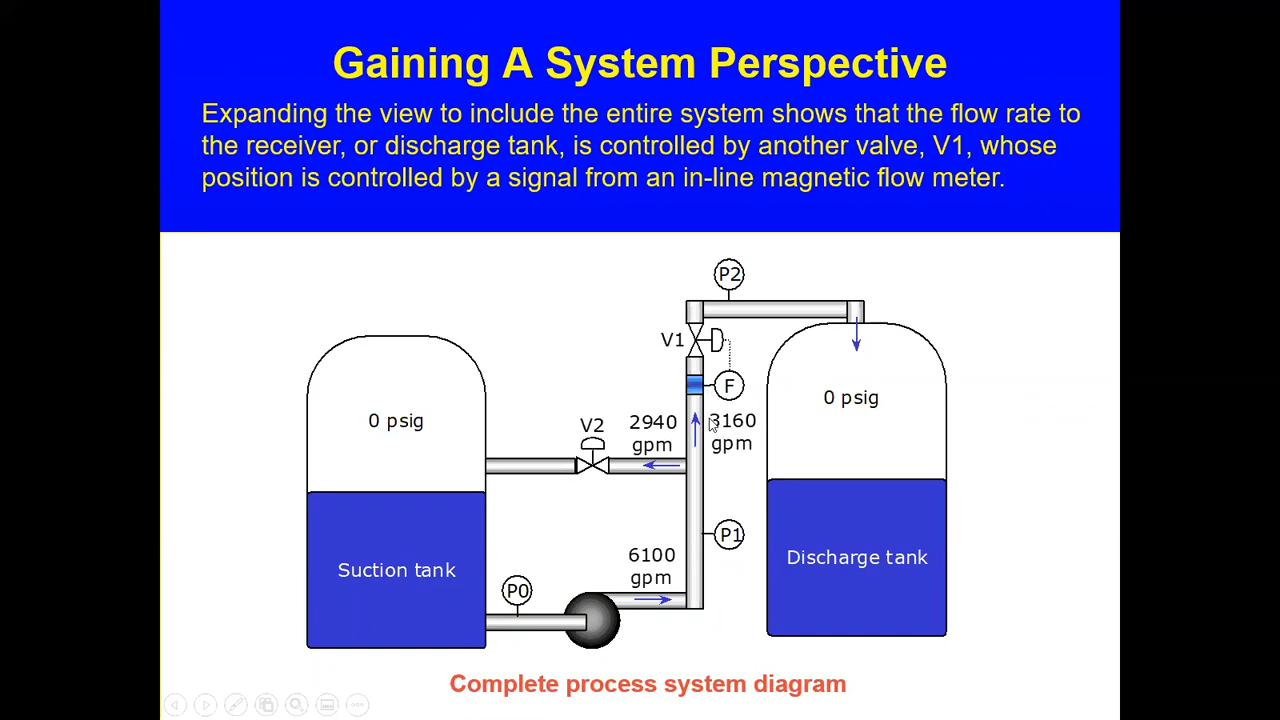 Gaining A System Perspective
Expanding the view to include the entire system shows that the flow rate to
the receiver, or discharge tank, is controlled by another valve, V1, whose
position is controlled by a signal from an in-line magnetic flow meter.
P2
V1
F
0 psig
0 psig
V2
2940
gpm
3160
gpm
P1
6100
gpm
Suction tank
Discharge tank
P0
Complete process system diagram